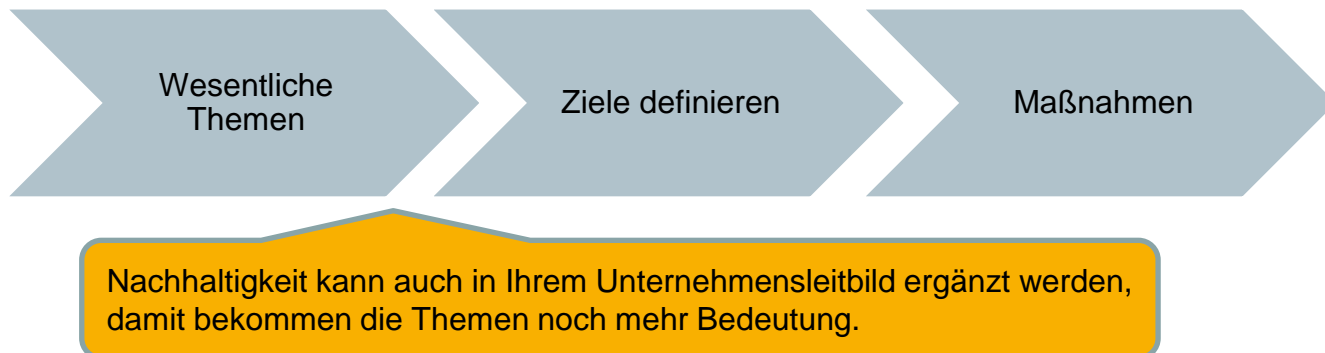 Wesentliche
Themen
Ziele definieren
Maßnahmen
Nachhaltigkeit kann auch in Ihrem Unternehmensleitbild ergänzt werden,
damit bekommen die Themen noch mehr Bedeutung.